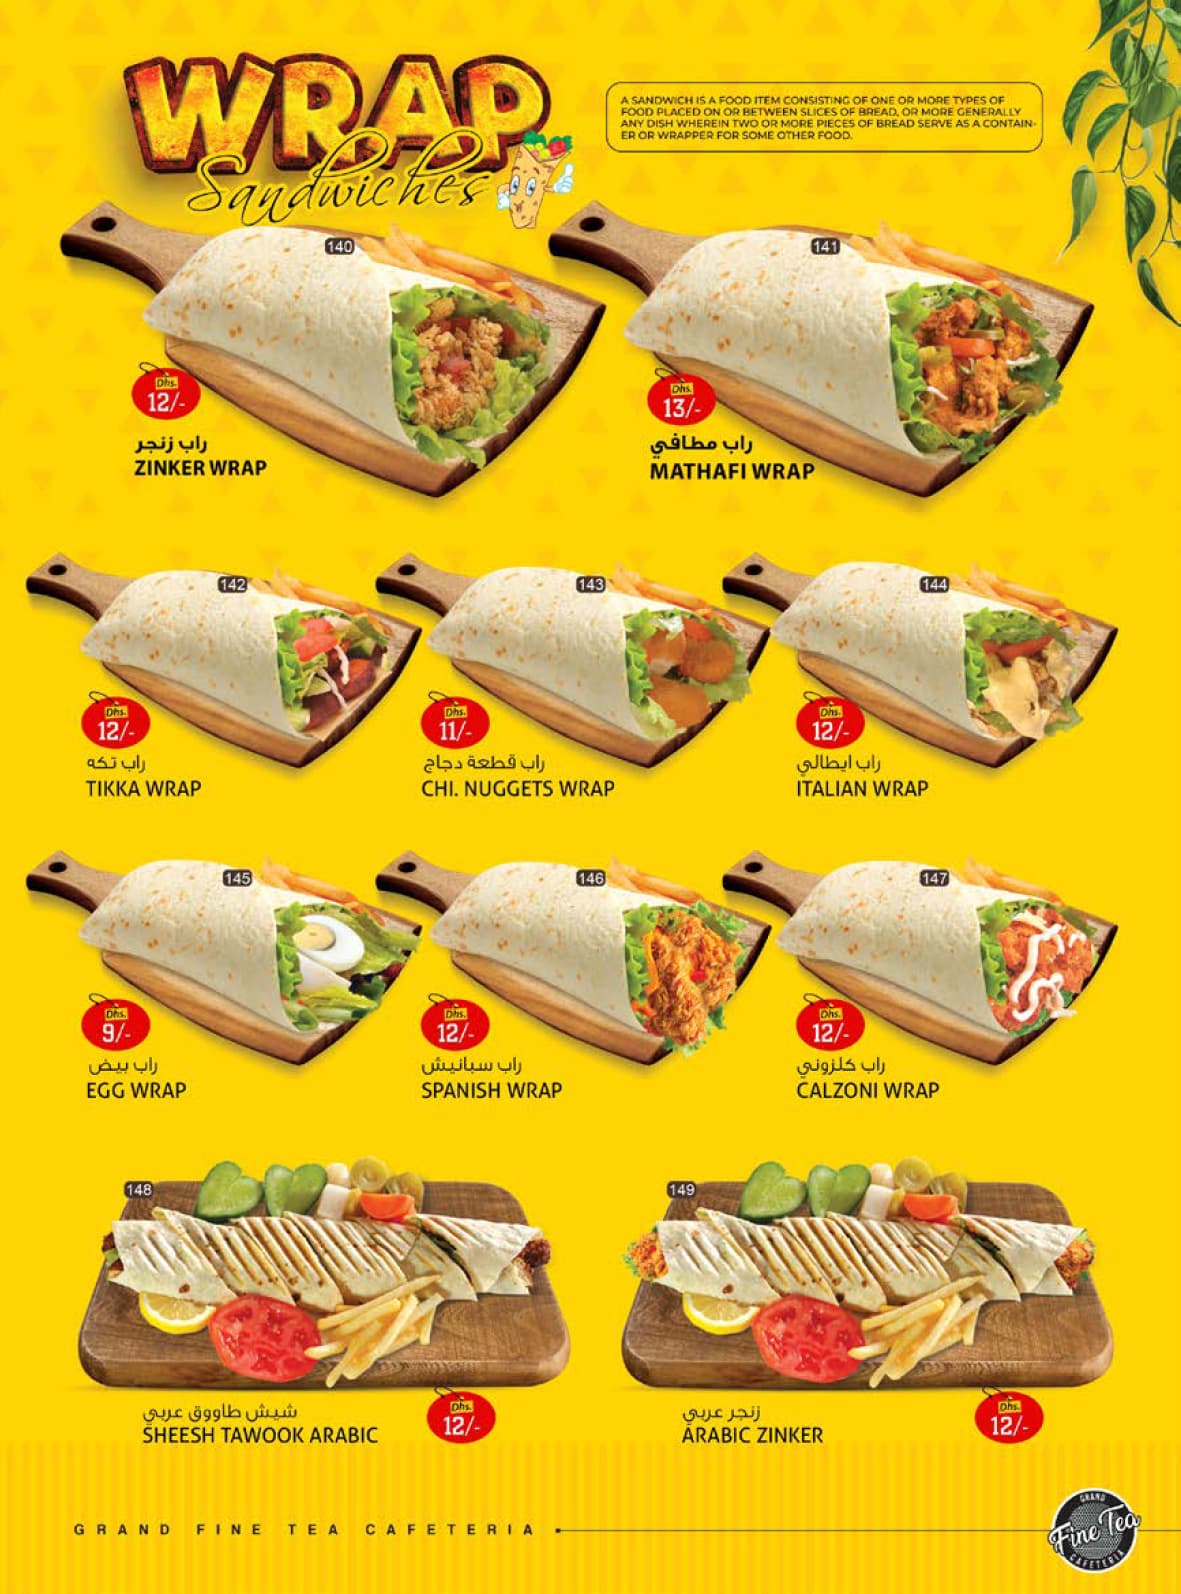 WRAP
Sandwiches
A SANDWICH IS A FOOD ITEM CONSISTING OF ONE OR MORE TYPES OF
FOOD PLACED ON OR BETWEEN SLICES OF BREAD, OR MORE GENERALLY
ANY DISH WHEREIN TWO OR MORE PIECES OF BREAD SERVE AS A CONTAIN-
ER OR WRAPPER FOR SOME OTHER FOOD.
140
Dhs.
12/-
راب زنجر
ZINKER WRAP
141
Dhs.
13/-
راب مطافي
MATHAFI WRAP
142
Dhs.
12/-
راب تكه
TIKKA WRAP
143
Dhs.
11/-
راب قطعة دجاج
CHI. NUGGETS WRAP
144
Dhs.
12/-
راب ايطالي
ITALIAN WRAP
145
Dhs.
9/-
راب بيض
EGG WRAP
146
Dhs.
12/-
راب سبانيش
SPANISH WRAP
147
Dhs.
12/-
راب كلزوني
CALZONI WRAP
148
شيش طاووق عربي
SHEESH TAWOOK ARABIC
Dhs.
12/-
149
زنجر عربي
ARABIC ZINKER
Dhs.
12/-
GRAND FINE TEA CAFETERIA
GRAND
Fine Tea
CAFETERIA